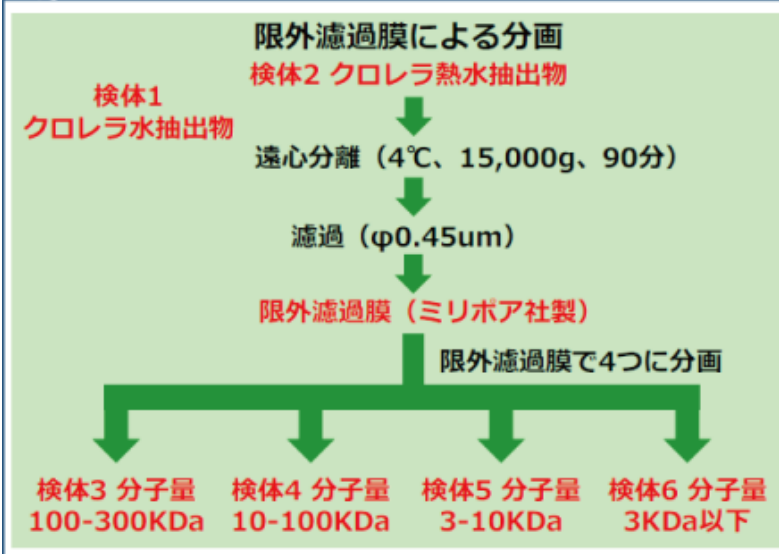 限外濾過膜による分画
検体2 クロレラ熱水抽出物
検体1
クロレラ水抽出物
遠心分離（4℃、15,000g、90分）
濾過（φ0.45um）
限外濾過膜（ミリポア社製）
限外濾過膜で4つに分画
検体3 分子量
100-300KDa
検体4 分子量
10-100KDa
検体5 分子量
3-10KDa
検体6 分子量
3KDa以下